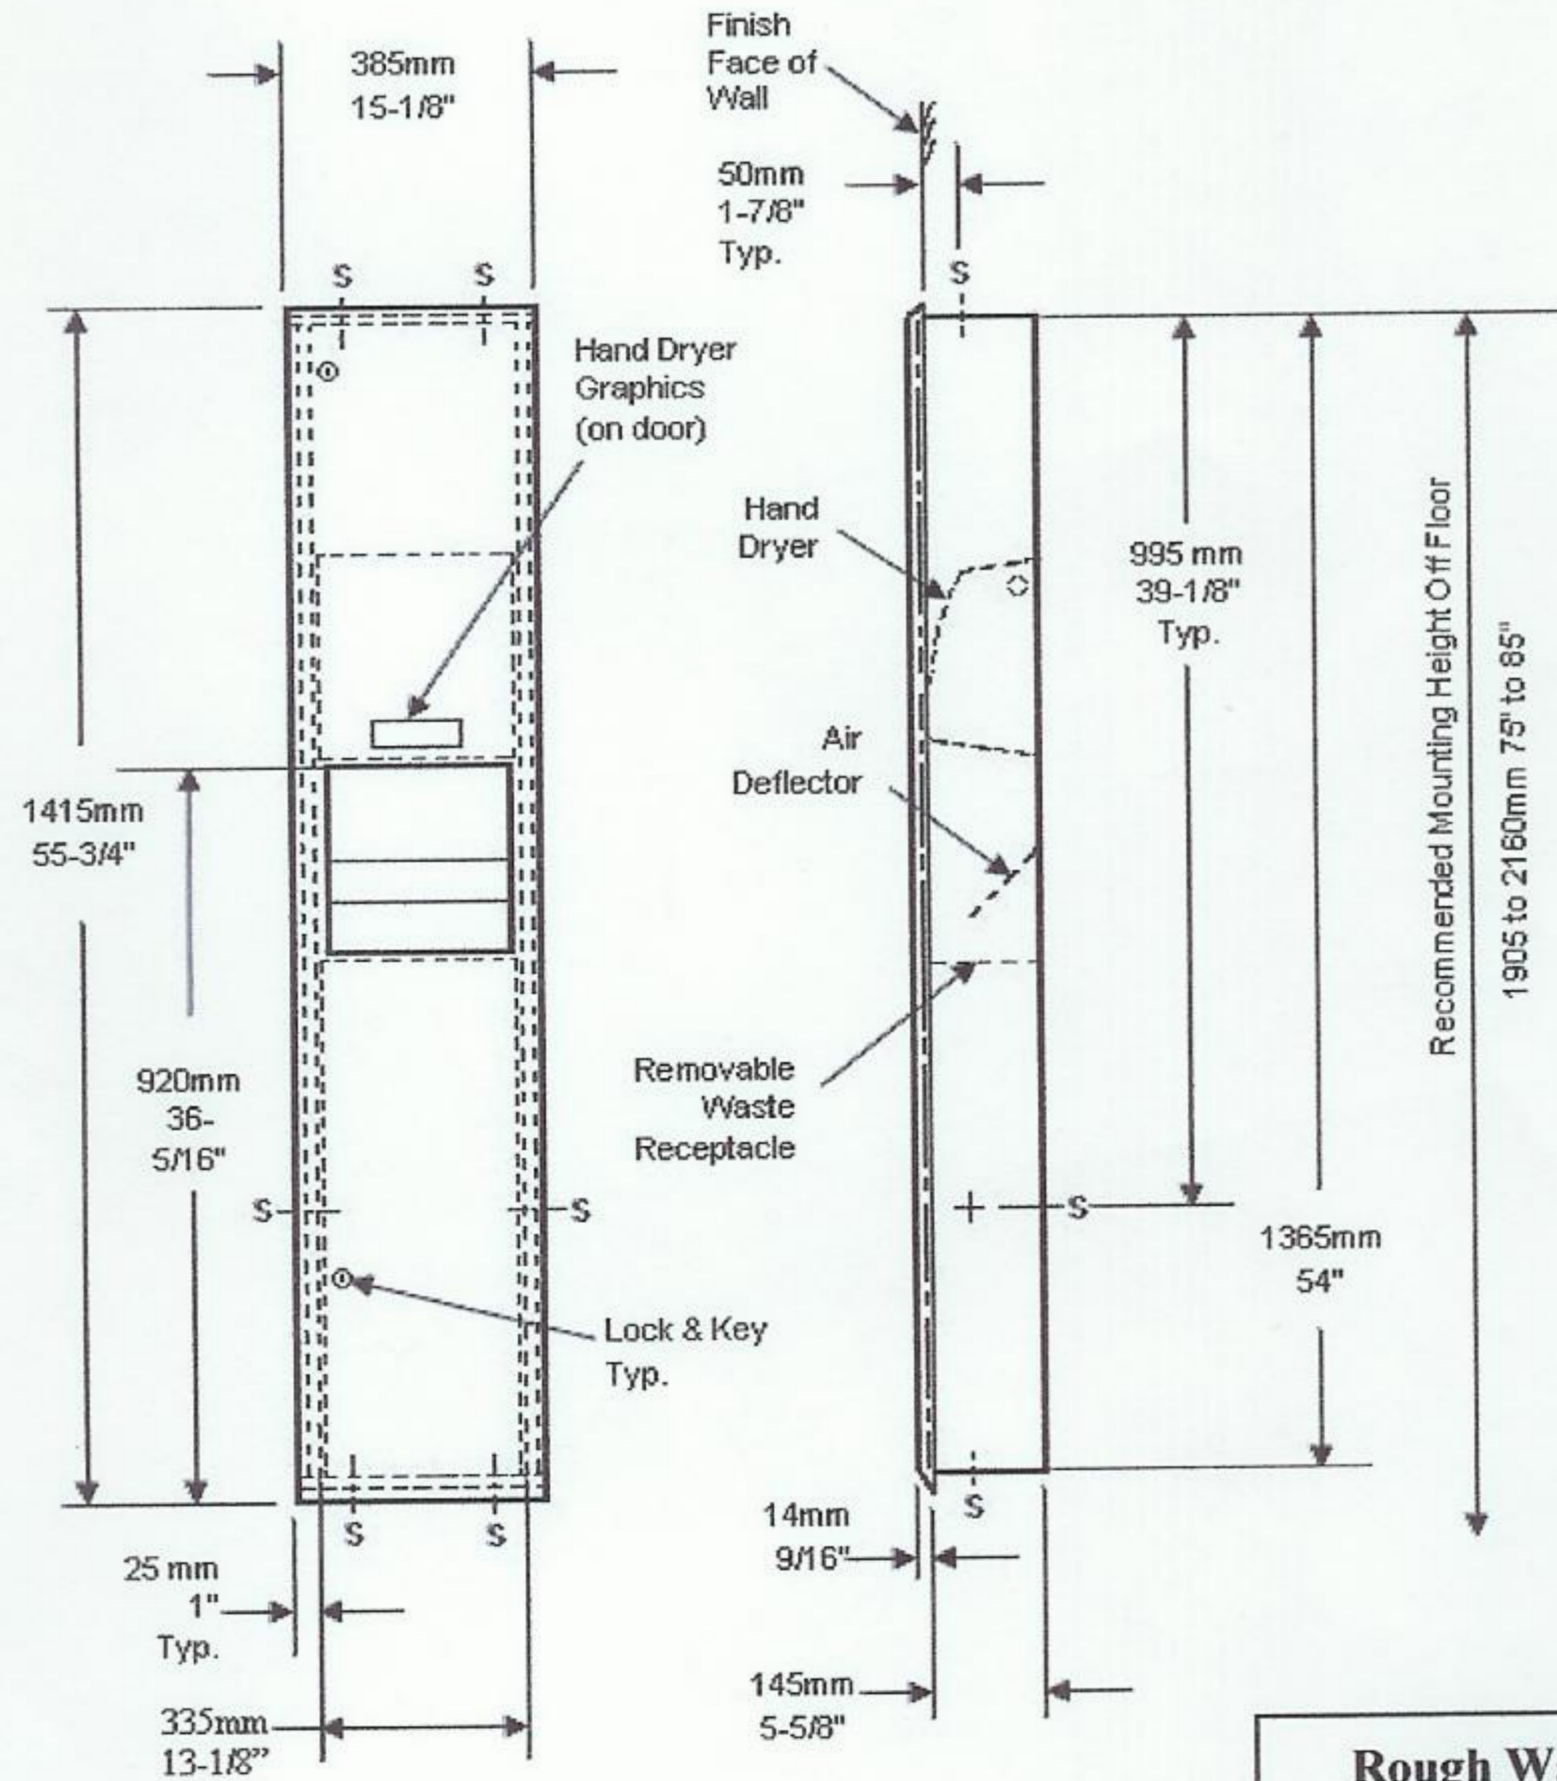 385mm
15-1/8"
Finish
Face of
Wall
50mm
1-7/8"
Typ.
S
S
S
Hand Dryer
Graphics
(on door)
Hand
Dryer
995 mm
39-1/8"
Typ.
Recommended Mounting Height Off Floor
1905 to 2160mm 75" to 85"
Air
Deflector
1415mm
55-3/4"
920mm
36-
5/16"
Removable
Waste
Receptacle
S
S
S
1365mm
54"
Lock & Key
Typ.
S
S
S
14mm
9/16"
25 mm
1"
Typ.
145mm
5-5/8"
335mm
13-1/8"
Rough